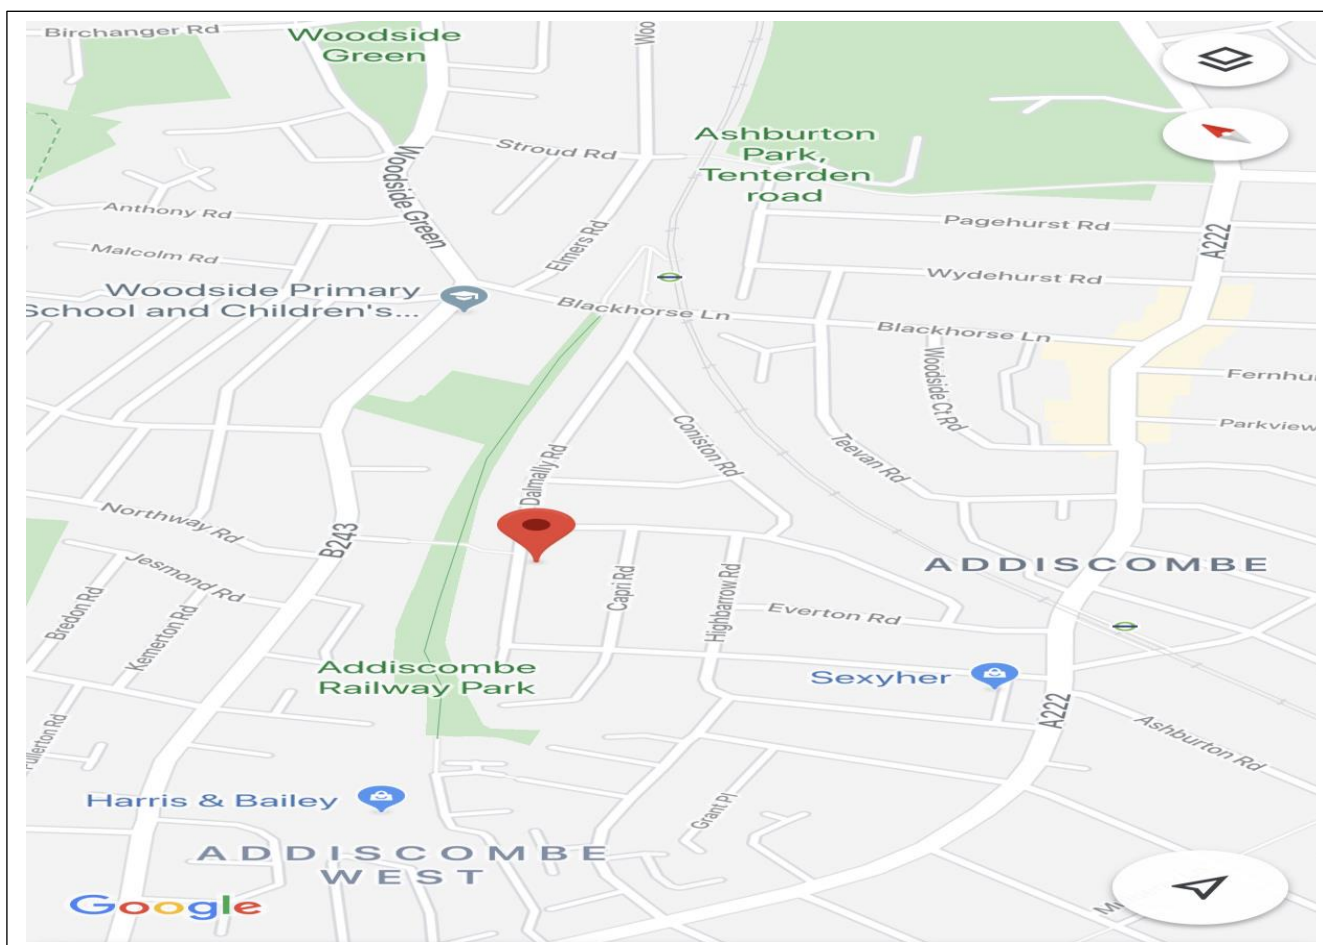 Birchanger Rd
Woodside
Green
Woo
Ashburton
Park,
Tenterden
road
Stroud Rd
Woodside Green
Anthony Rd
Elmers Rd
Pagehurst Rd
A222
Malcolm Rd
Wydehurst Rd
Woodside Primary
School and Children's...
Blackhorse Ln
Blackhorse Ln
Woodside Ct Rd
Fernhu
Coniston Rd
Parkview
Teevan Rd
Dalmally Rd
Northway Rd
B243
Jesmond Rd
ADDISCOMBE
Bredon Rd
Kemerton Rd
Capri Rd
Highbarrow Rd
Everton Rd
Addiscombe
Railway Park
Sexyher
A222
Ashburton Rd
Fullerton Rd
Harris & Bailey
Grant Pl
ADDISCOMBE
WEST
Google